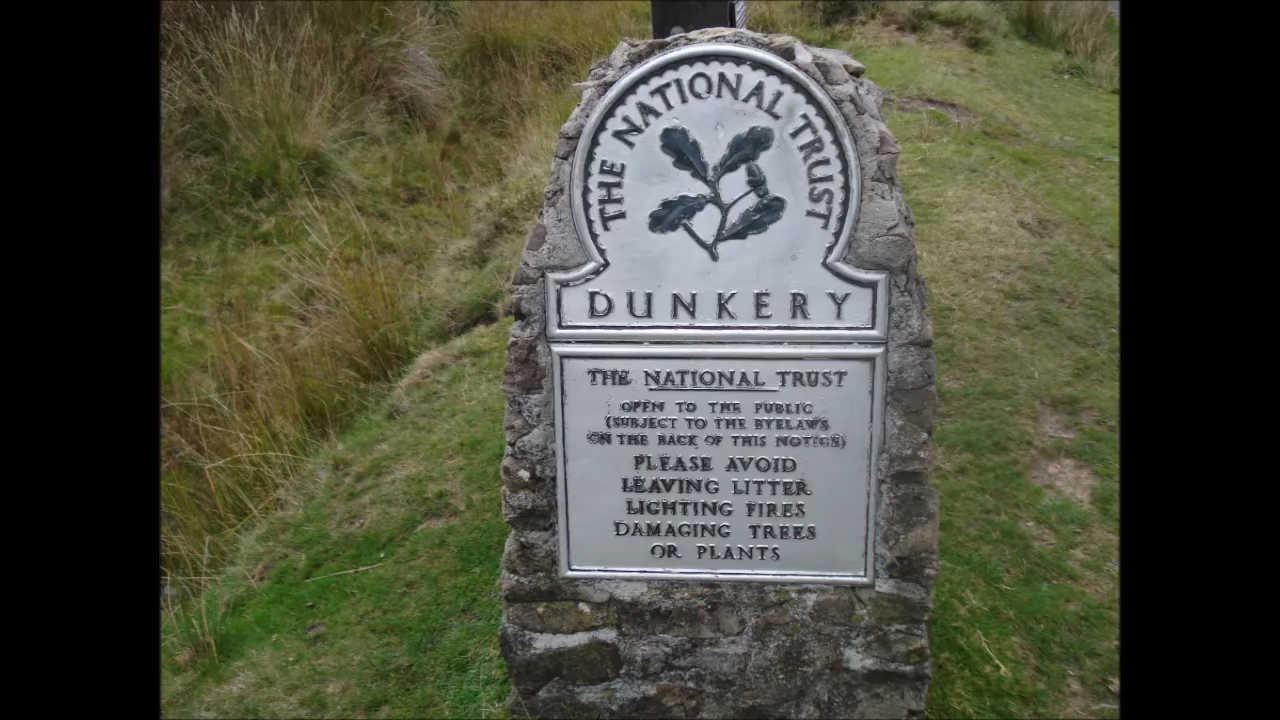 THE NATIONAL TRUST
DUNKERY
THE NATIONAL TRUST
OPEN TO THE PUBLIC
(SUBJECT TO THE BYELAWS
ON THE BACK OF THIS NOTICE)
PLEASE AVOID
LEAVING LITTER
LIGHTING FIRES
DAMAGING TREES
OR PLANTS